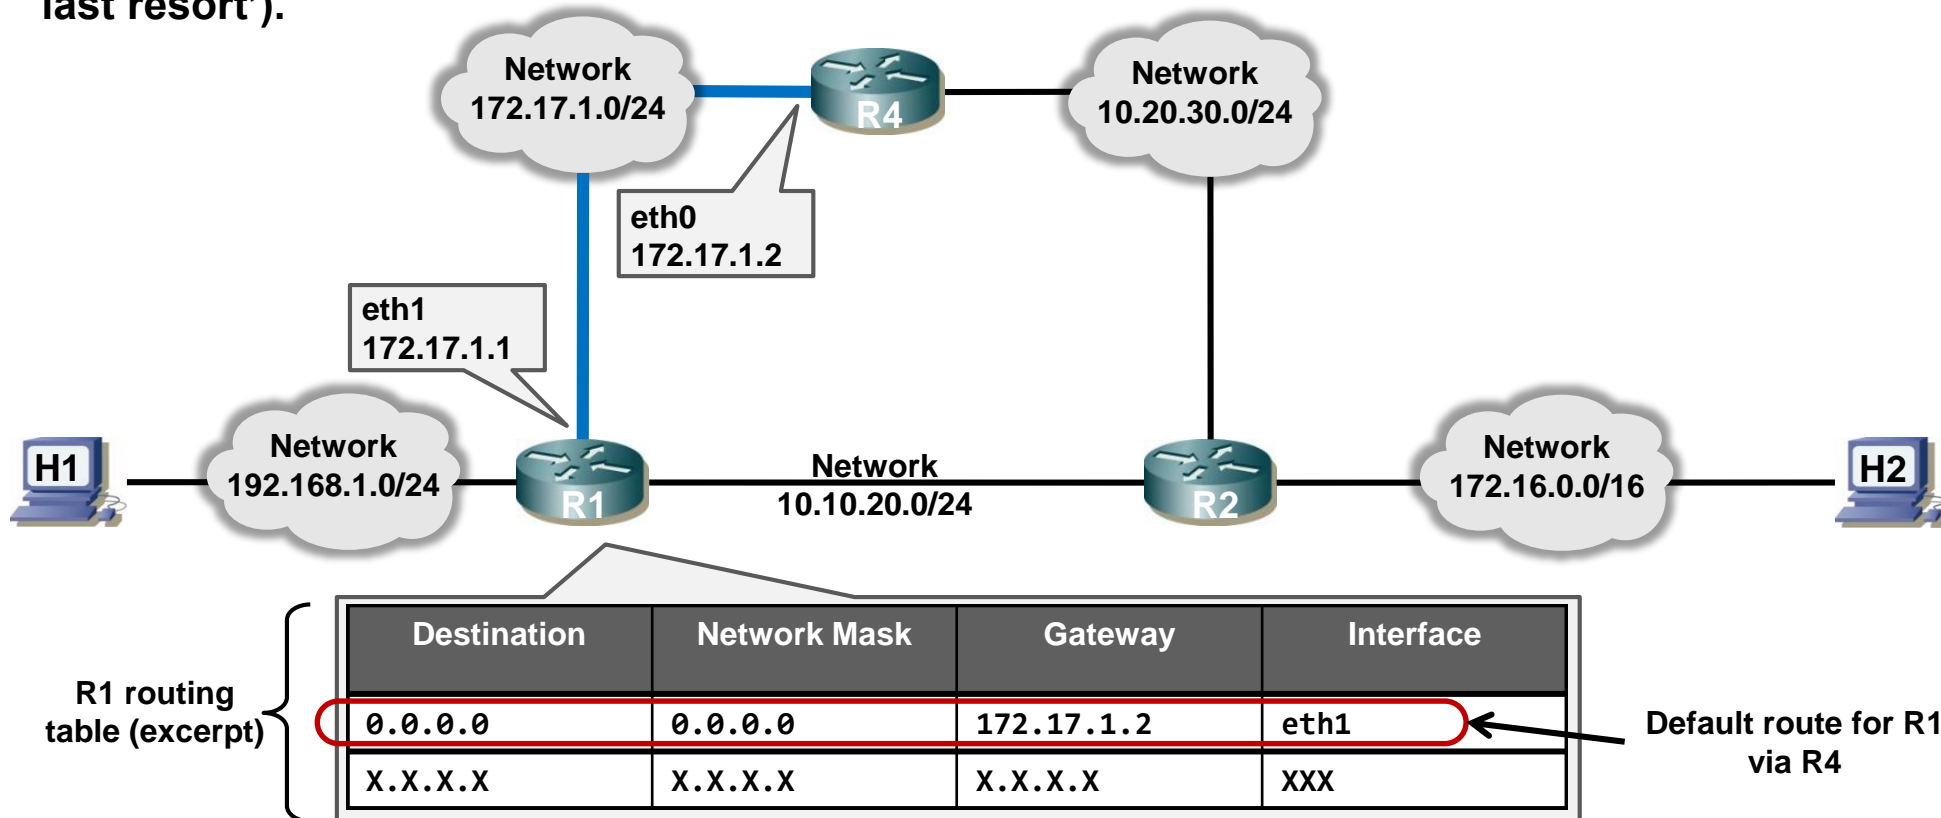 last resort').
Network
172.17.1.0/24
R4
Network
10.20.30.0/24
eth0
172.17.1.2
eth1
172.17.1.1
H1
Network
192.168.1.0/24
R1
Network
10.10.20.0/24
R2
Network
172.16.0.0/16
H2
R1 routing
table (excerpt)
Destination Network Mask Gateway Interface
0.0.0.0 0.0.0.0 172.17.1.2 eth1
X.X.X.X X.X.X.X X.X.X.X XXX
Default route for R1
via R4